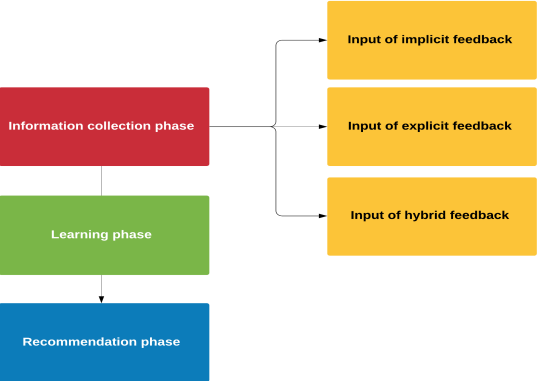 Input of implicit feedback
Information collection phase
Input of explicit feedback
Input of hybrid feedback
Learning phase
Recommendation phase